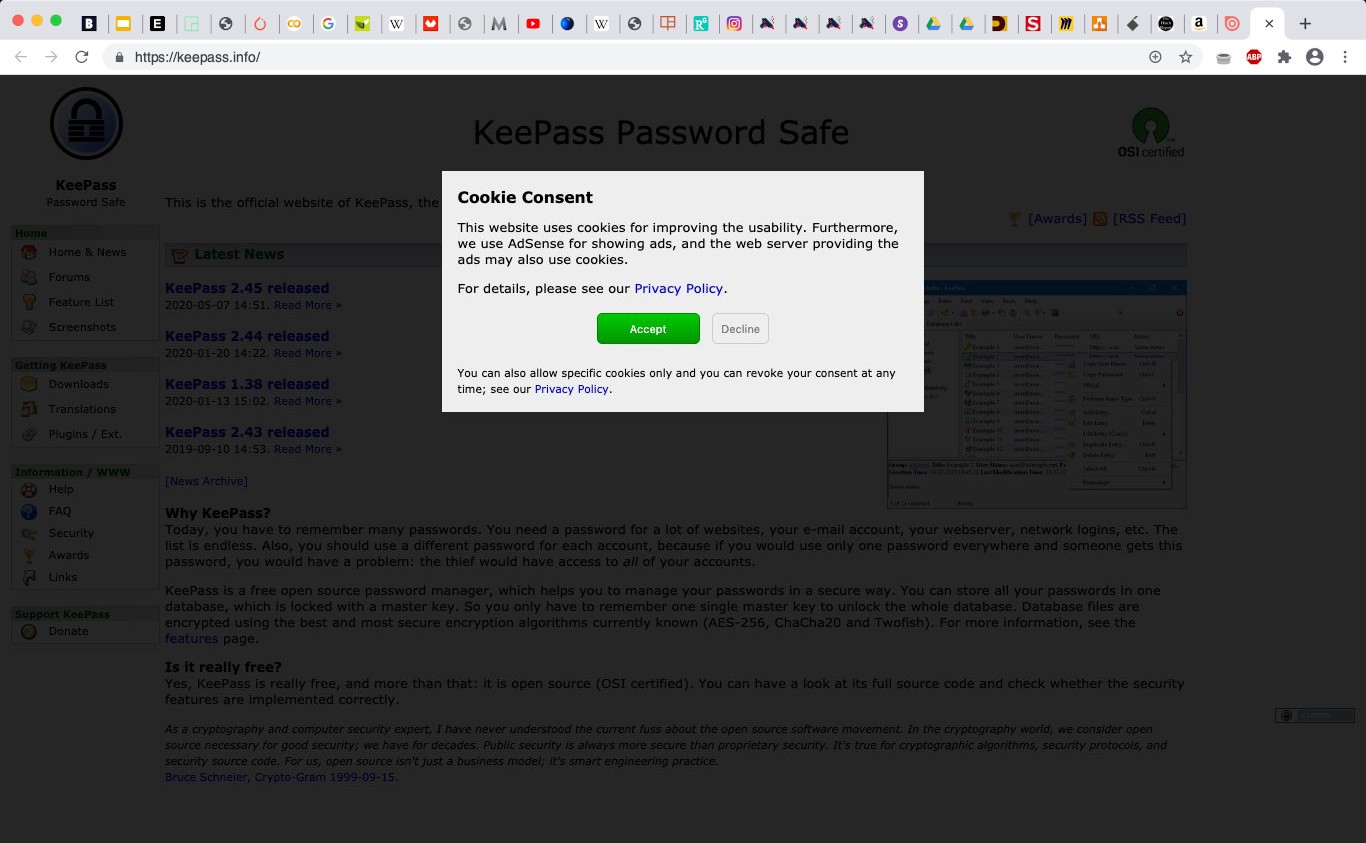 https://keepass.info/
ABP
KeePass
Password Safe
KeePass Password Safe
OSI certified
This is the official website of KeePass, the
[Awards] [RSS Feed]
Home
Home & News
Forums
Feature List
Screenshots
Getting KeePass
Downloads
Translations
Plugins / Ext.
Information / WWW
Help
FAQ
Security
Awards
Links
Support KeePass
Donate
Cookie Consent
This website uses cookies for improving the usability. Furthermore,
we use AdSense for showing ads, and the web server providing the
ads may also use cookies.
For details, please see our Privacy Policy.
Accept
Decline
You can also allow specific cookies only and you can revoke your consent at any
time; see our Privacy Policy.
Latest News
KeePass 2.45 released
2020-05-07 14:51. Read More »
KeePass 2.44 released
2020-01-20 14:22. Read More »
KeePass 1.38 released
2020-01-13 15:02. Read More »
KeePass 2.43 released
2019-09-10 14:53. Read More »
[News Archive]
Why KeePass?
Today, you have to remember many passwords. You need a password for a lot of websites, your e-mail account, your webserver, network logins, etc. The
list is endless. Also, you should use a different password for each account, because if you would use only one password everywhere and someone gets this
password, you would have a problem: the thief would have access to all of your accounts.
KeePass is a free open source password manager, which helps you to manage your passwords in a secure way. You can store all your passwords in one
database, which is locked with a master key. So you only have to remember one single master key to unlock the whole database. Database files are
encrypted using the best and most secure encryption algorithms currently known (AES-256, ChaCha20 and Twofish). For more information, see the
features page.
Is it really free?
Yes, KeePass is really free, and more than that: it is open source (OSI certified). You can have a look at its full source code and check whether the security
features are implemented correctly.
As a cryptography and computer security expert, I have never understood the current fuss about the open source software movement. In the cryptography world, we consider open
source necessary for good security; we have for decades. Public security is always more secure than proprietary security. It's true for cryptographic algorithms, security protocols, and
security source code. For us, open source isn't just a business model; it's smart engineering practice.
Bruce Schneier, Crypto-Gram 1999-09-15.